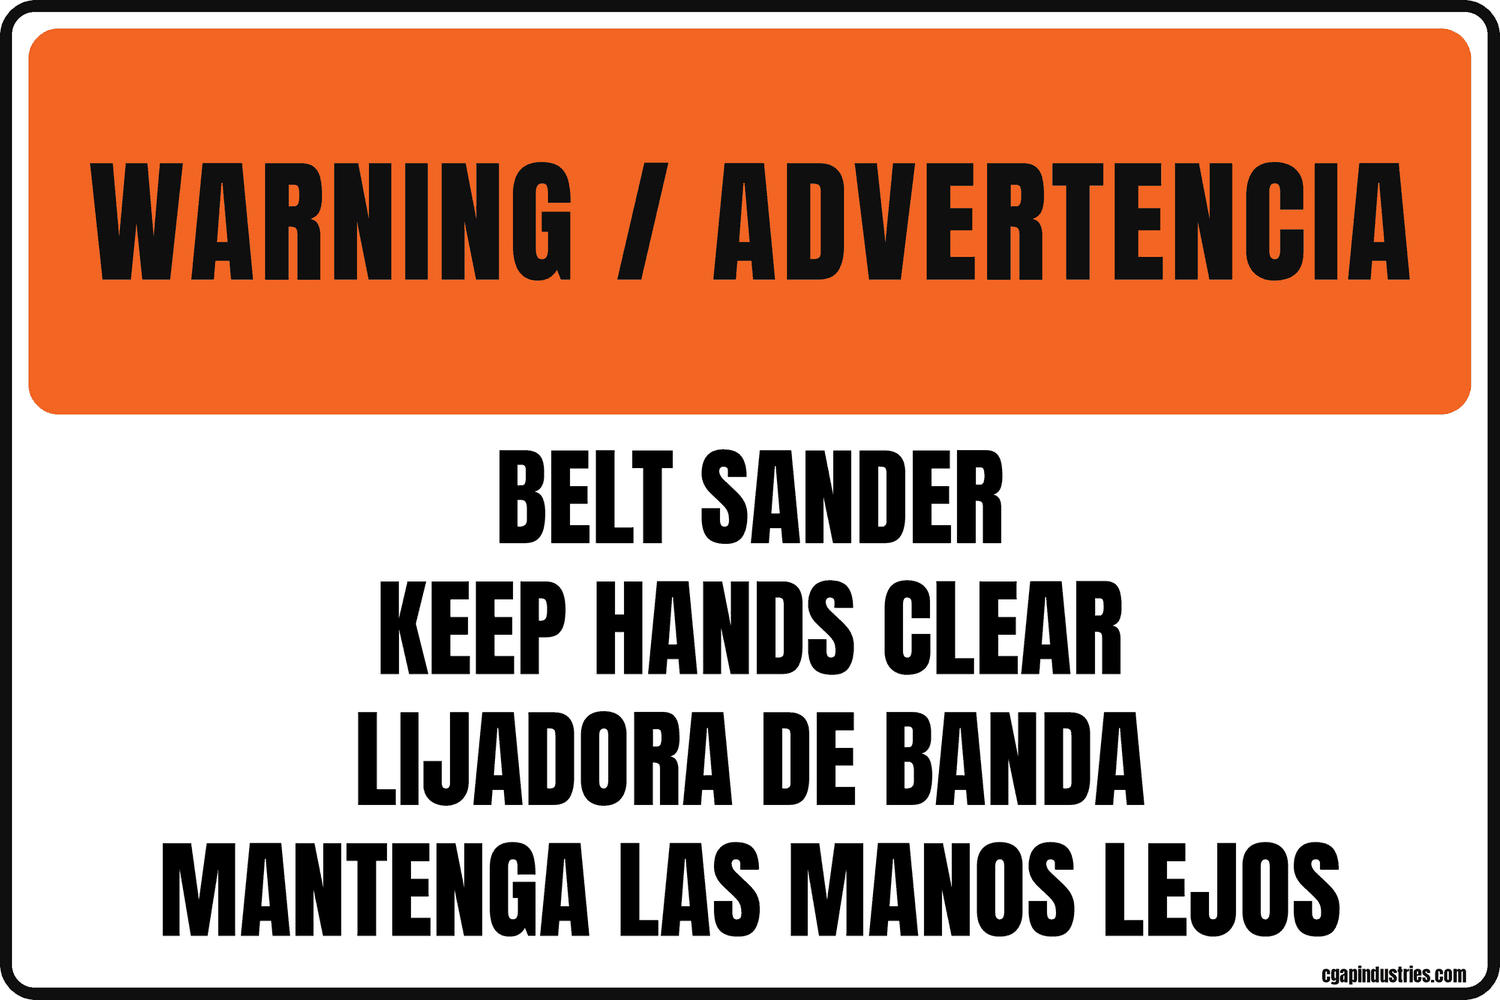 WARNING / ADVERTENCIA
BELT SANDER
KEEP HANDS CLEAR
LIJADORA DE BANDA
MANTENGA LAS MANOS LEJOS
cgapindustries.com